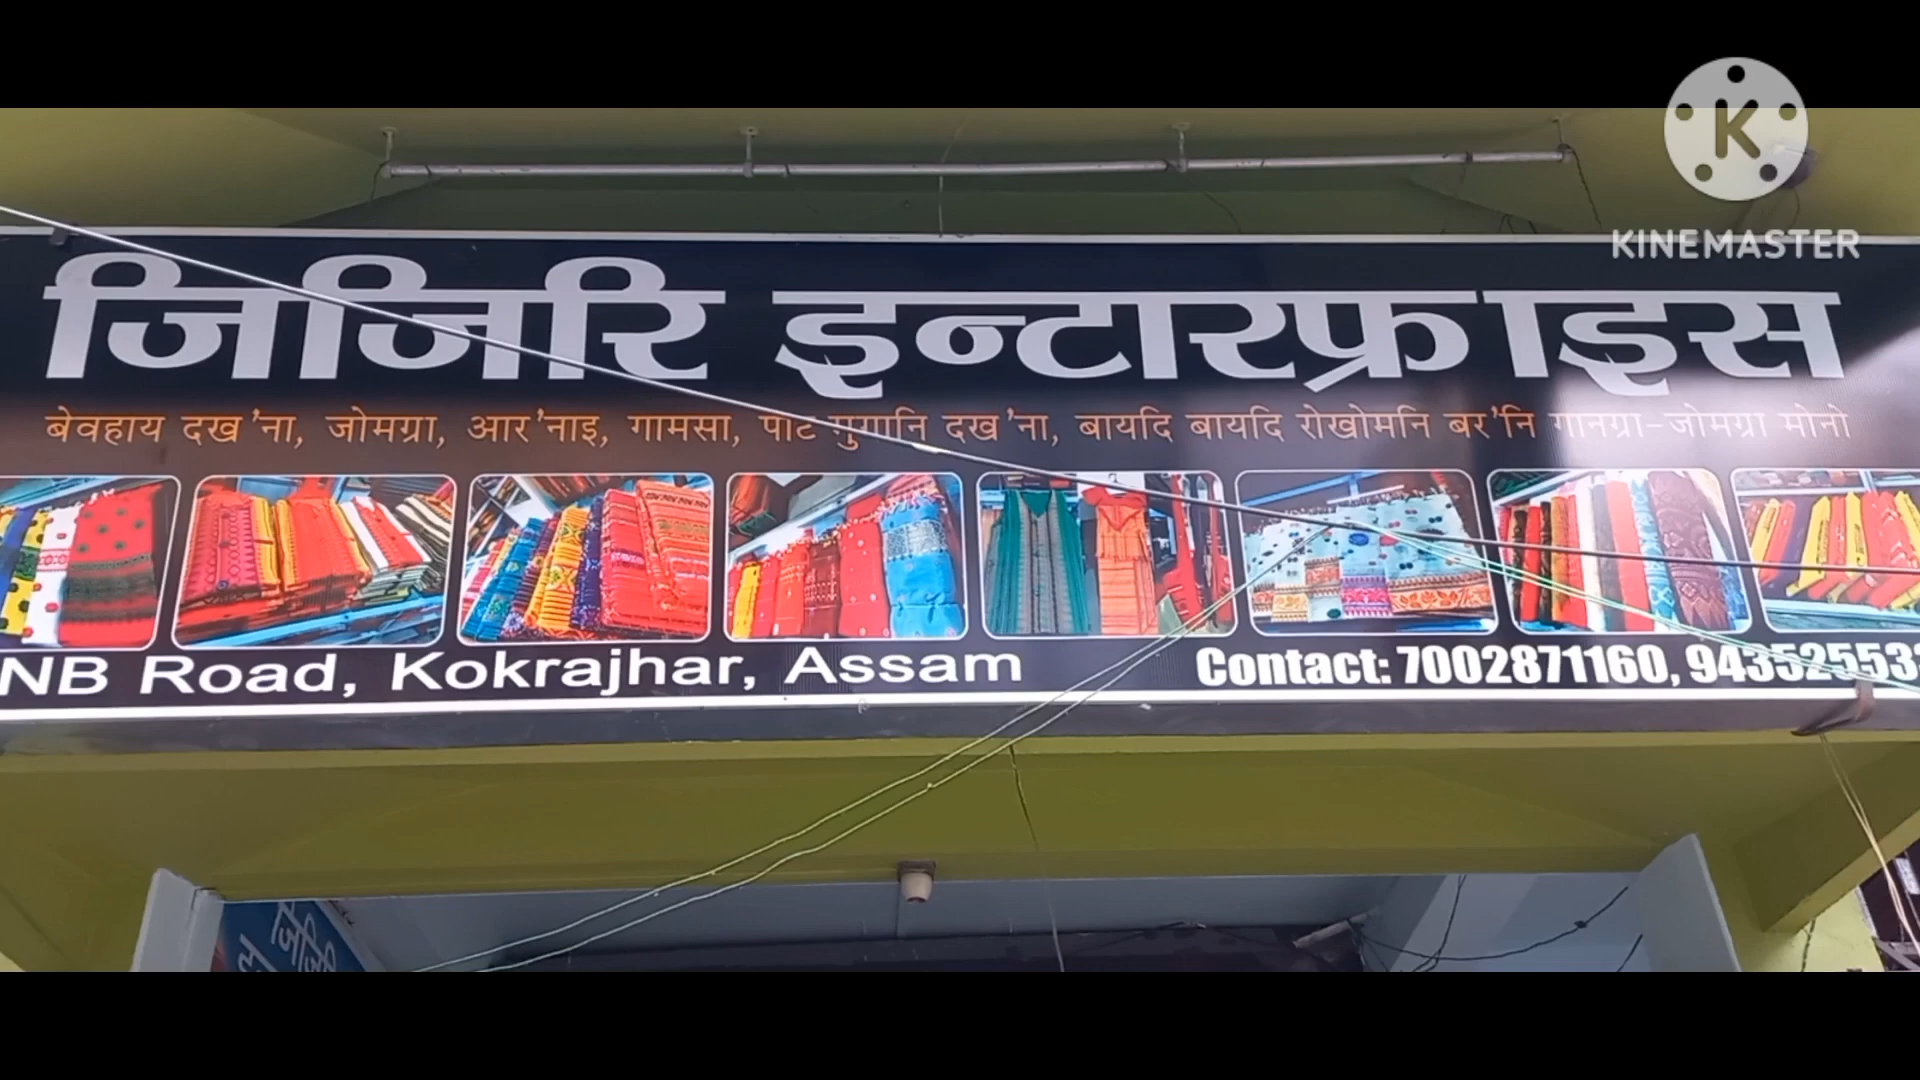 KINEMASTER
जिजिरि इन्टारफ्राइस
बेवहाय दख'ना, जोमग्रा, आर'नाइ, गामसा, पाट गुगानि दख'ना, बायदि बायदि रोखोमनि बर'नि गानग्रा-जोमग्रा मोनो
NB Road, Kokrajhar, Assam
Contact: 7002871160,